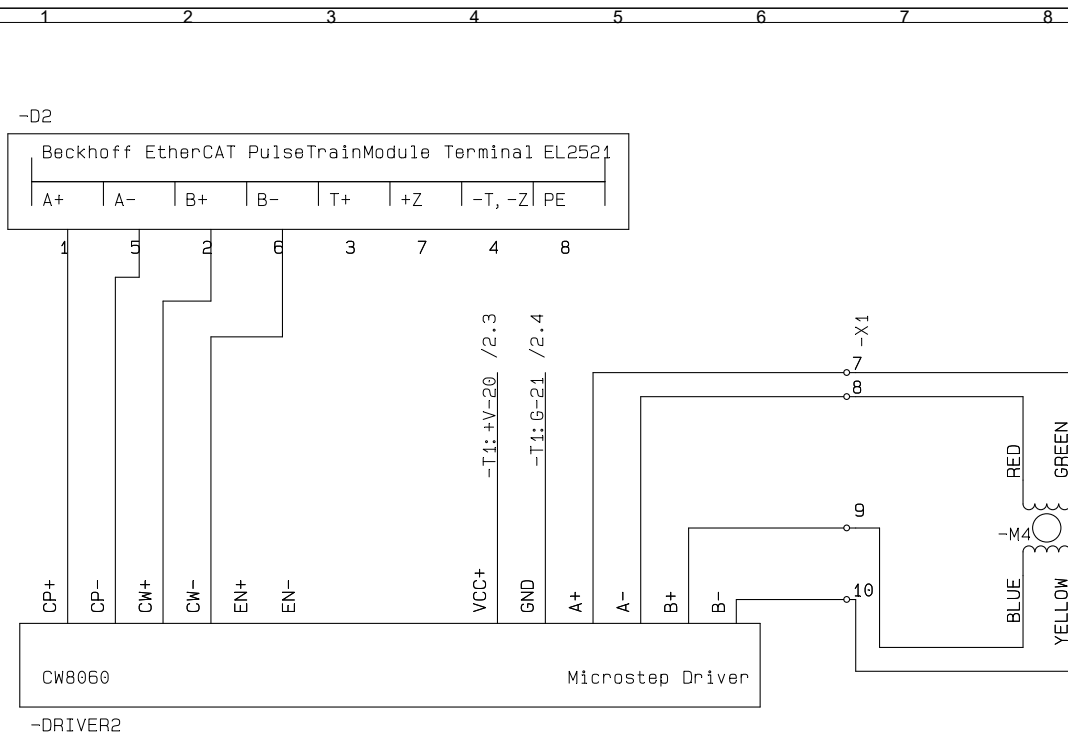 1 2 3 4 5 6 7 8
-D2
Beckhoff EtherCAT PulseTrainModule Terminal EL2521
A+ A- B+ B- T+ +Z -T, -Z PE
1 5 2 6 3 7 4 8
-T1:+V-20 /2.3
-T1:G-21 /2.4
-X1
7
8
RED
GREEN
9
-M4
10
BLUE
YELLOW
CP+ CP- CW+ CW- EN+ EN- VCC+ GND A+ A- B+ B-
CW8060 Microstep Driver
-DRIVER2